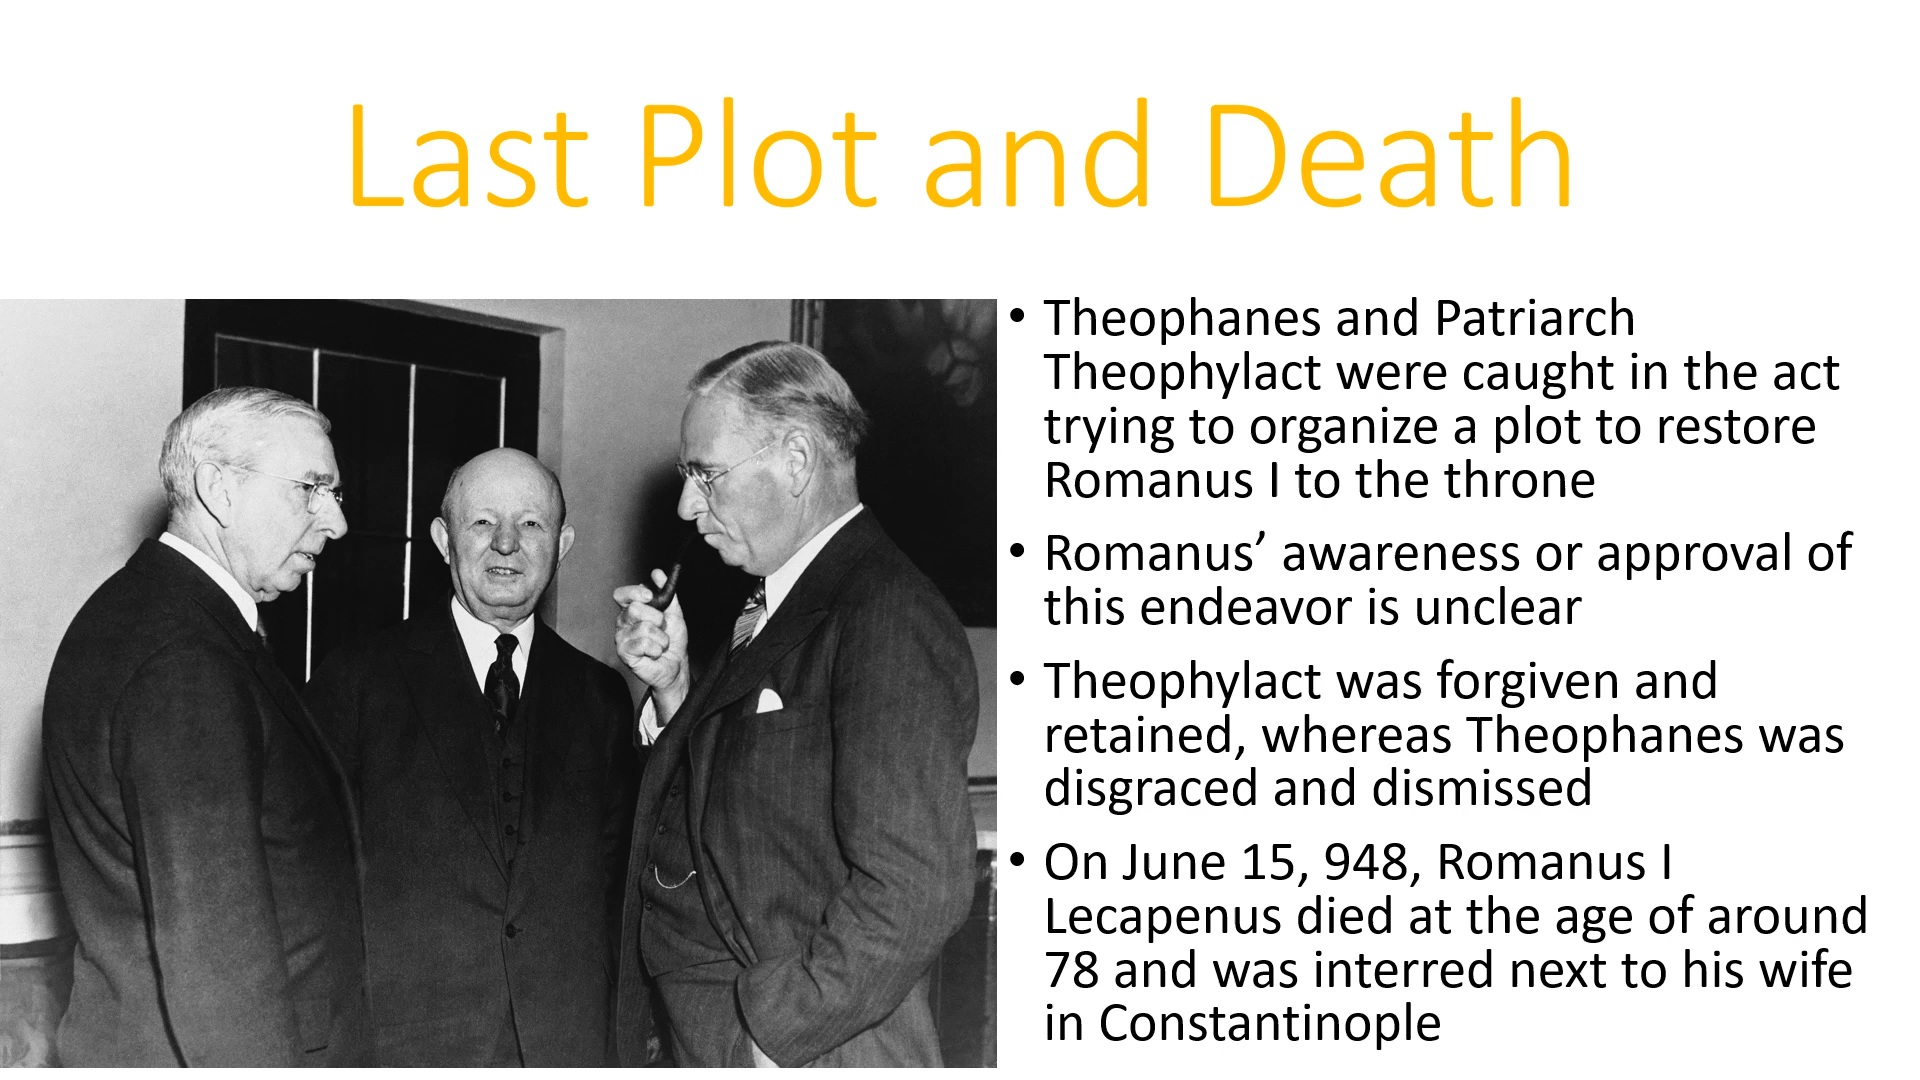 Last Plot and Death
• Theophanes and Patriarch
Theophylact were caught in the act
trying to organize a plot to restore
Romanus I to the throne
• Romanus’ awareness or approval of
this endeavor is unclear
• Theophylact was forgiven and
retained, whereas Theophanes was
disgraced and dismissed
• On June 15, 948, Romanus I
Lecapenus died at the age of around
78 and was interred next to his wife
in Constantinople